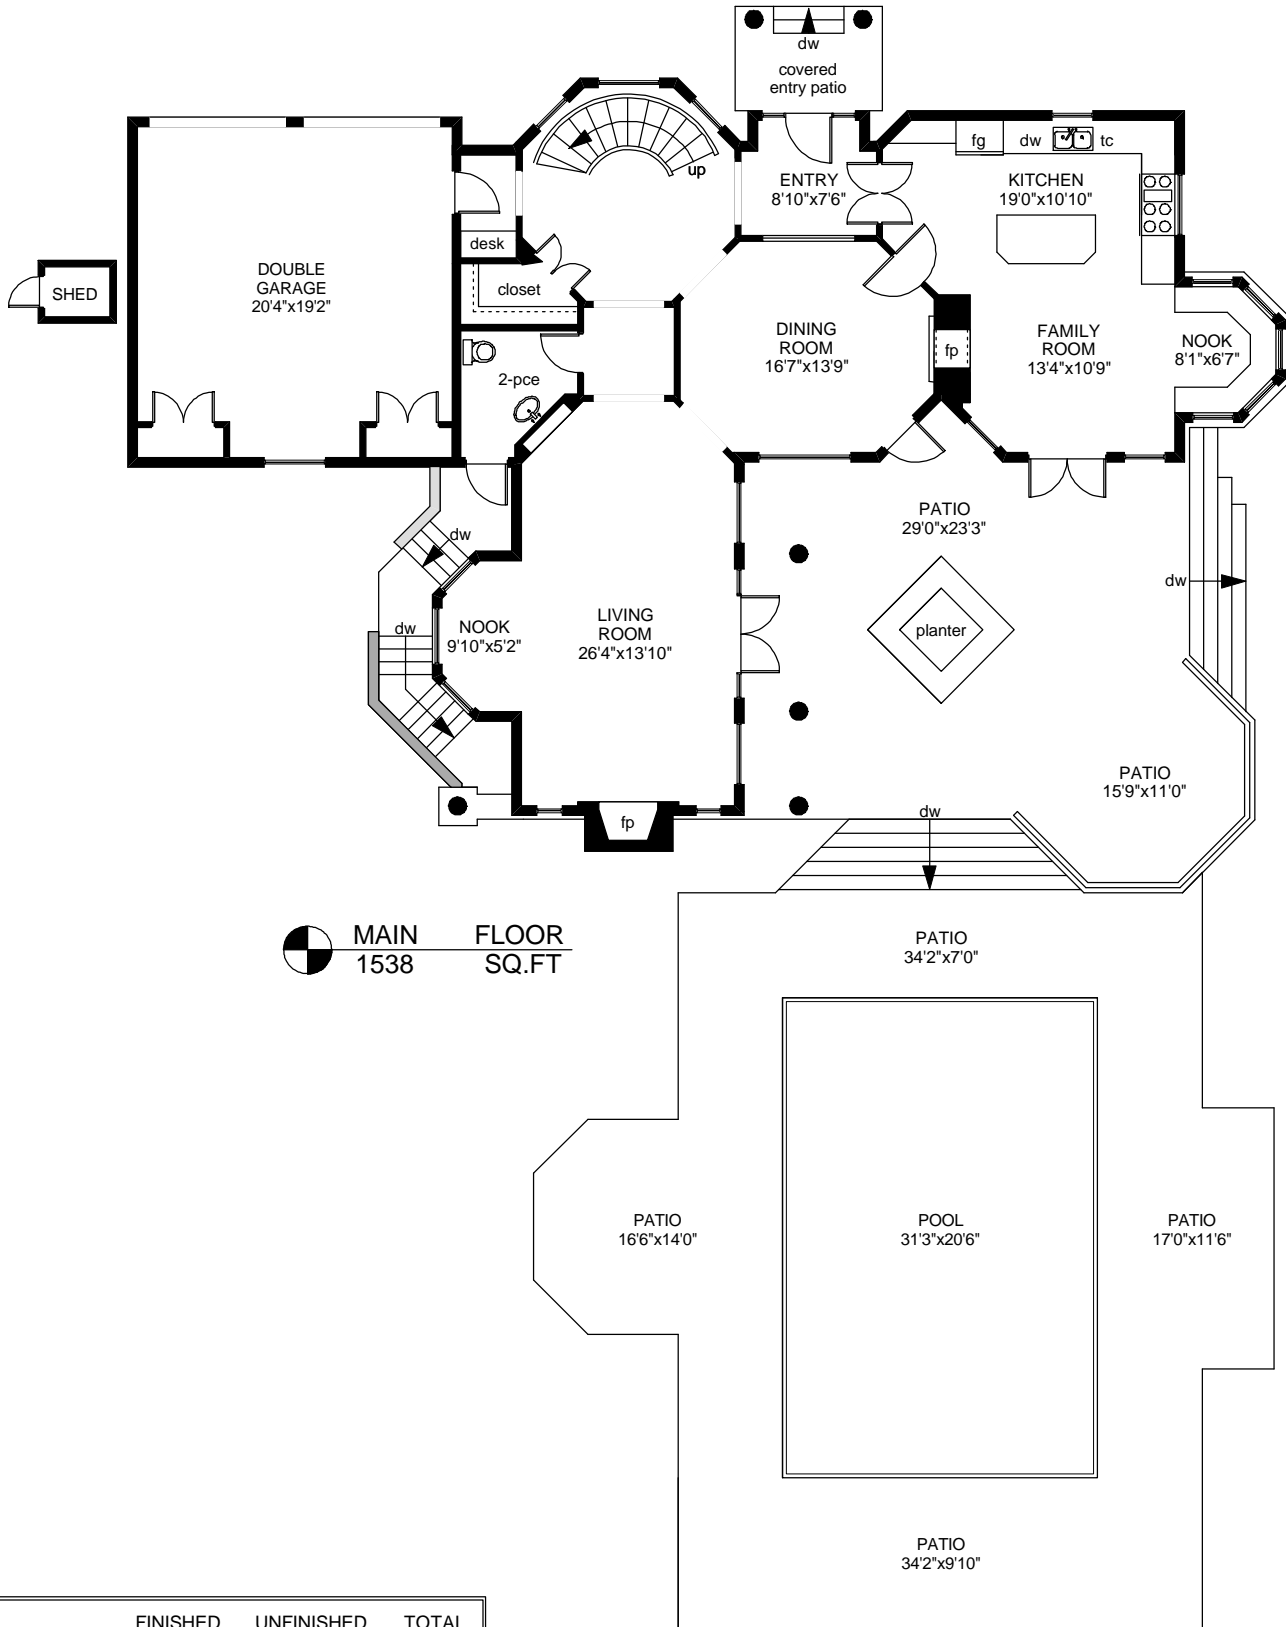 dw
covered
entry patio
fg
dw
tc
up
ENTRY
8'10"x7'6"
KITCHEN
19'0"x10'10"
desk
DOUBLE
GARAGE
20'4"x19'2"
SHED
closet
DINING
ROOM
16'7"x13'9"
fp
FAMILY
ROOM
13'4"x10'9"
NOOK
8'1"x6'7"
2-pce
PATIO
29'0"x23'3"
dw
dw
planter
dw
NOOK
9'10"x5'2"
LIVING
ROOM
26'4"x13'10"
PATIO
15'9"x11'0"
fp
dw
MAIN FLOOR
1538 SQ.FT
PATIO
34'2"x7'0"
PATIO
16'6"x14'0"
POOL
31'3"x20'6"
PATIO
17'0"x11'6"
PATIO
34'2"x9'10"
FINISHED UNFINISHED TOTAL